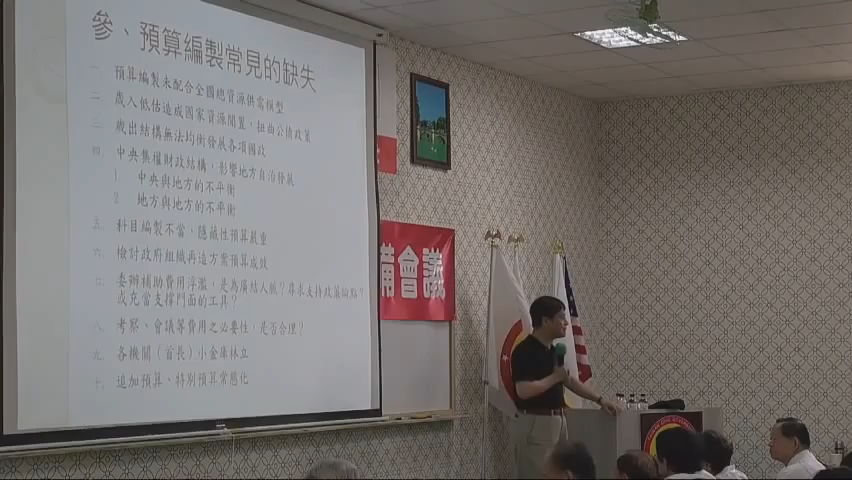 參、預算編製常見的缺失
一、預算編製未配合全國總資源供需模型
二、歲入低估造成國家資源閒置，扭曲公債政策
三、歲出結構無法均衡發展各項國政
四、中央集權財政結構，影響地方自治發展
1. 中央與地方的不平衡
2. 地方與地方的不平衡
五、科目編製不當，隱藏性預算嚴重
六、檢討政府組織再造方案預算成效
七、委辦補助費用浮濫，是為廣結人脈？尋求支持政策論點？
或充當支撐門面的工具？
八、考察、會議等費用之必要性，是否合理？
九、各機關（首長）小金庫林立
十、追加預算、特別預算常態化
備會議